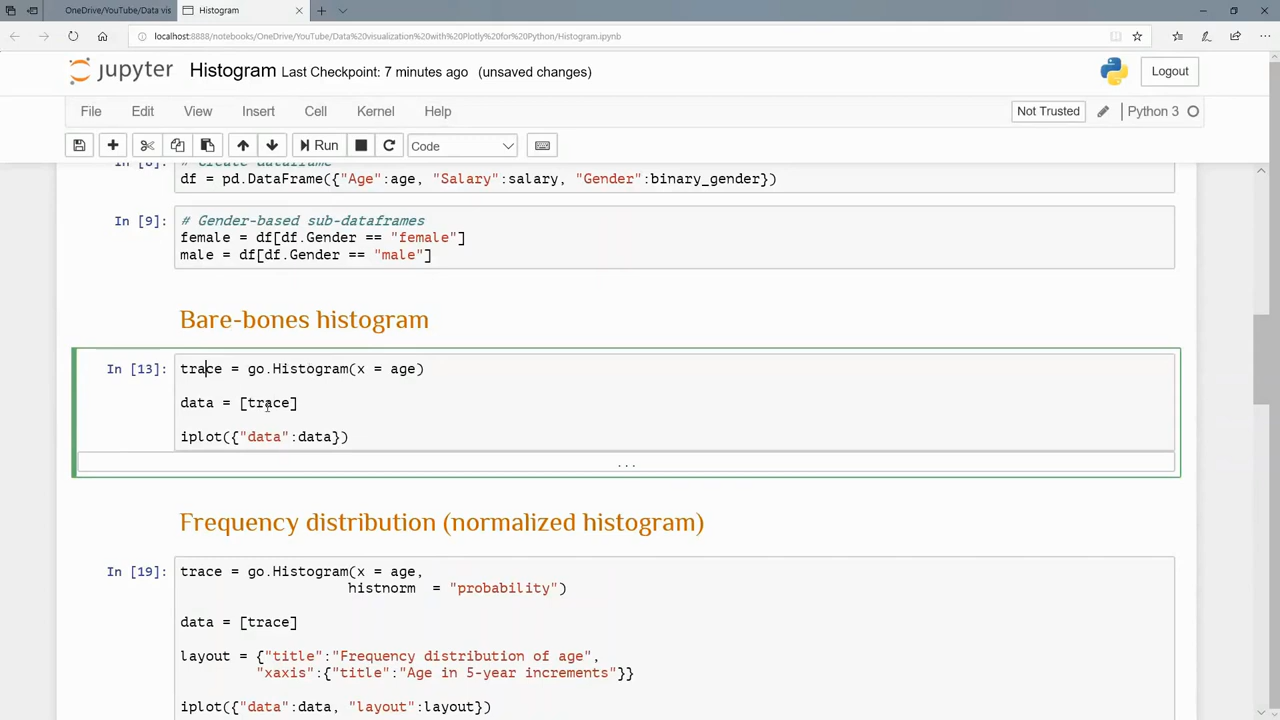 OneDrive/YouTube/Data vis
Histogram
localhost:8888/notebooks/OneDrive/YouTube/Data%20visualization%20with%20Plotly%20for%20Python/Histogram.ipynb
jupyter Histogram Last Checkpoint: 7 minutes ago (unsaved changes)
Logout
File Edit View Insert Cell Kernel Help
Not Trusted
Python 3
Run
Code
# Create dataframe
df = pd.DataFrame({"Age":age, "Salary":salary, "Gender":binary_gender})
In [9]:
# Gender-based sub-dataframes
female = df[df.Gender == "female"]
male = df[df.Gender == "male"]
Bare-bones histogram
In [13]:
trace = go.Histogram(x = age)
data = [trace]
iplot({"data":data})
...
Frequency distribution (normalized histogram)
In [19]:
trace = go.Histogram(x = age,
histnorm = "probability")
data = [trace]
layout = {"title":"Frequency distribution of age",
"xaxis":{"title":"Age in 5-year increments"}}
iplot({"data":data, "layout":layout})